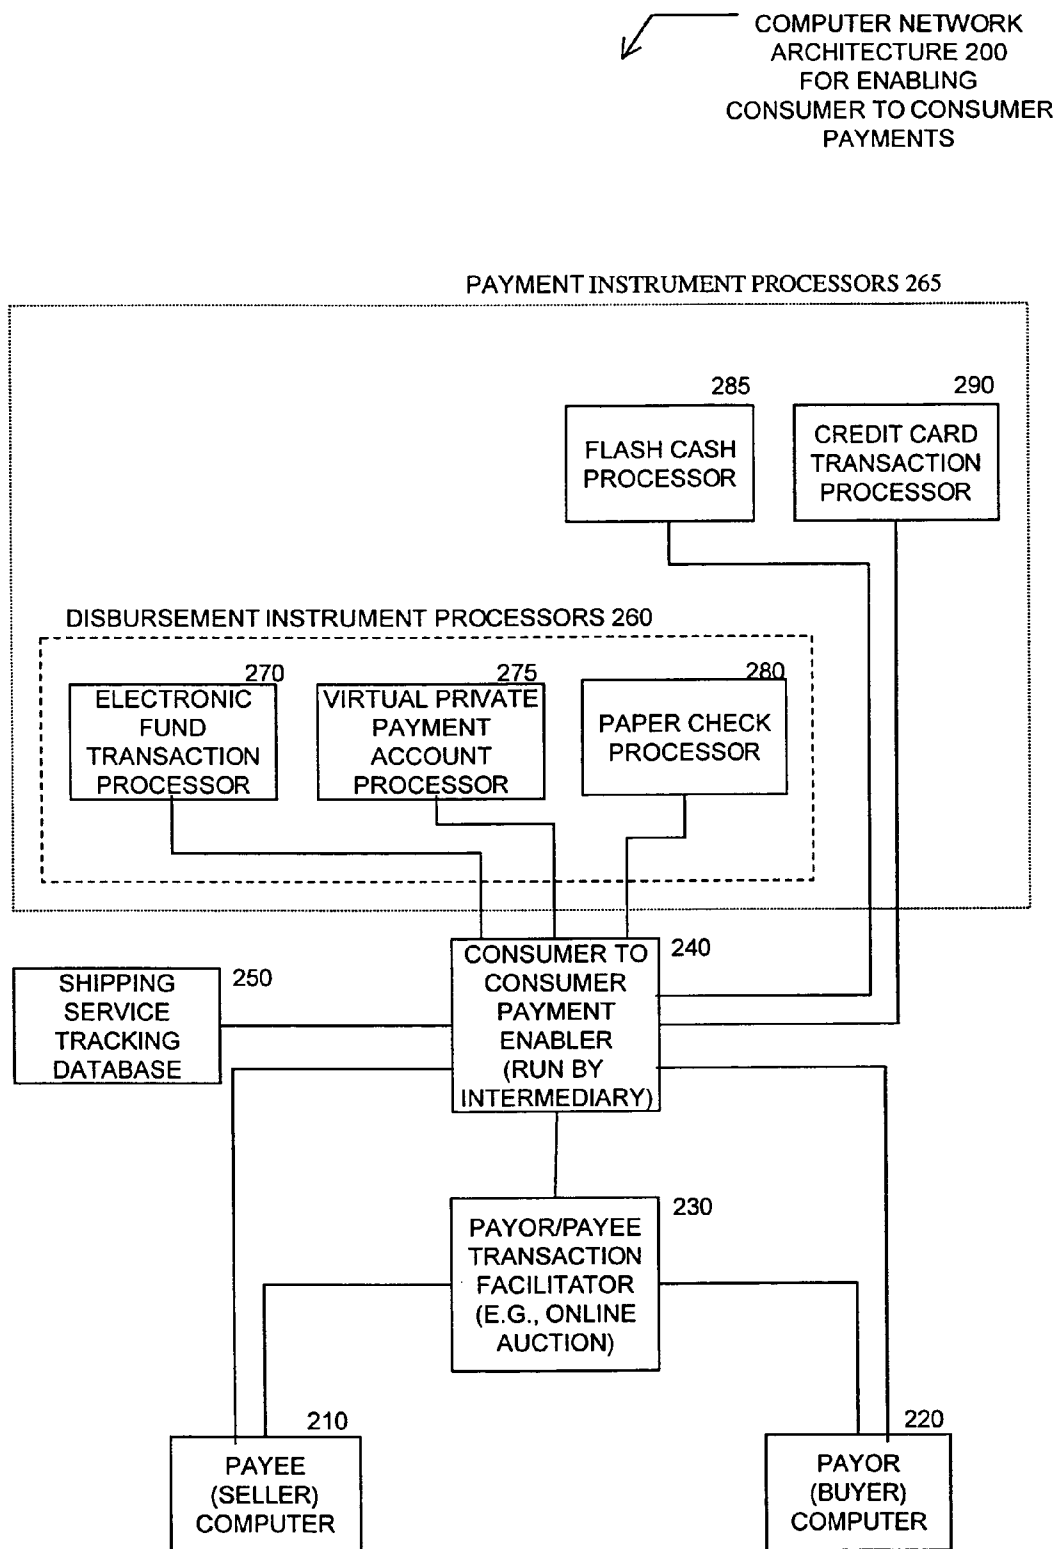 COMPUTER NETWORK
ARCHITECTURE 200
FOR ENABLING
CONSUMER TO CONSUMER
PAYMENTS
PAYMENT INSTRUMENT PROCESSORS 265
285
FLASH CASH
PROCESSOR
290
CREDIT CARD
TRANSACTION
PROCESSOR
DISBURSEMENT INSTRUMENT PROCESSORS 260
270
ELECTRONIC
FUND
TRANSACTION
PROCESSOR
275
VIRTUAL PRIVATE
PAYMENT
ACCOUNT
PROCESSOR
280
PAPER CHECK
PROCESSOR
250
SHIPPING
SERVICE
TRACKING
DATABASE
240
CONSUMER TO
CONSUMER
PAYMENT
ENABLER
(RUN BY
INTERMEDIARY)
230
PAYOR/PAYEE
TRANSACTION
FACILITATOR
(E.G., ONLINE
AUCTION)
210
PAYEE
(SELLER)
COMPUTER
220
PAYOR
(BUYER)
COMPUTER